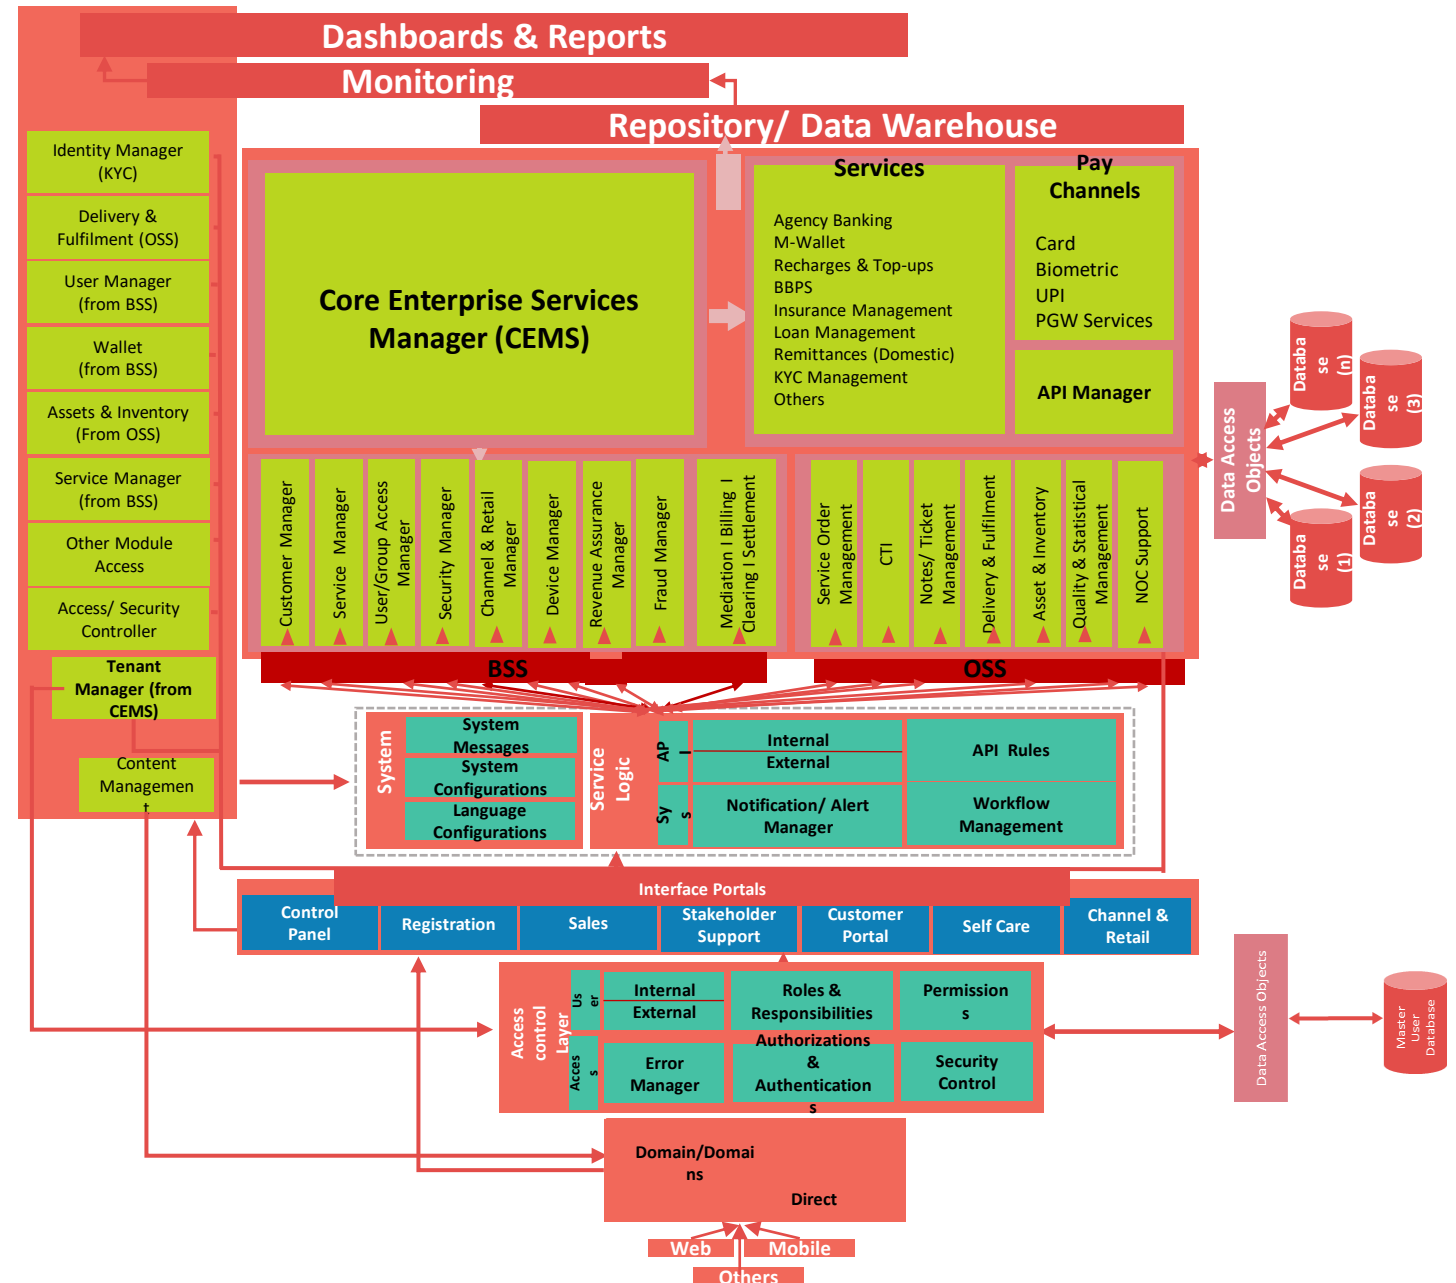 Dashboards & Reports
Monitoring
Repository/ Data Warehouse
Identity Manager
(KYC)
Delivery &
Fulfilment (OSS)
User Manager
(from BSS)
Wallet
(from BSS)
Assets & Inventory
(From OSS)
Service Manager
(from BSS)
Other Module
Access
Access/ Security
Controller
Tenant
Manager (from
CEMS)
Content
Managemen
t
Core Enterprise Services
Manager (CEMS)
Services
Agency Banking
M-Wallet
Recharges & Top-ups
BBPS
Insurance Management
Loan Management
Remittances (Domestic)
KYC Management
Others
Pay
Channels
Card
Biometric
UPI
PGW Services
API Manager
Data Access
Objects
Databa
se
(n)
Databa
se
(3)
Databa
se
(2)
Databa
se
(1)
Customer Manager
Service Manager
User/Group Access
Manager
Security Manager
Channel & Retail
Manager
Device Manager
Revenue Assurance
Manager
Fraud Manager
Mediation I Billing I
Clearing I Settlement
Service Order
Management
CTI
Notes/ Ticket
Management
Delivery & Fulfilment
Asset & Inventory
Quality & Statistical
Management
NOC Support
BSS
OSS
System
System
Messages
System
Configurations
Language
Configurations
Service
Logic
AP
I
Internal
External
API Rules
Sy
s
Notification/ Alert
Manager
Workflow
Management
Interface Portals
Control
Panel
Registration
Sales
Stakeholder
Support
Customer
Portal
Self Care
Channel &
Retail
Access
control
Layer
Us
er
Internal
External
Roles &
Responsibilities
Permission
s
Acces
s
Error
Manager
Authorizations
&
Authentication
s
Security
Control
Data Access Objects
Master
User
Database
Domain/Domai
ns
Direct
Web
Mobile
Others